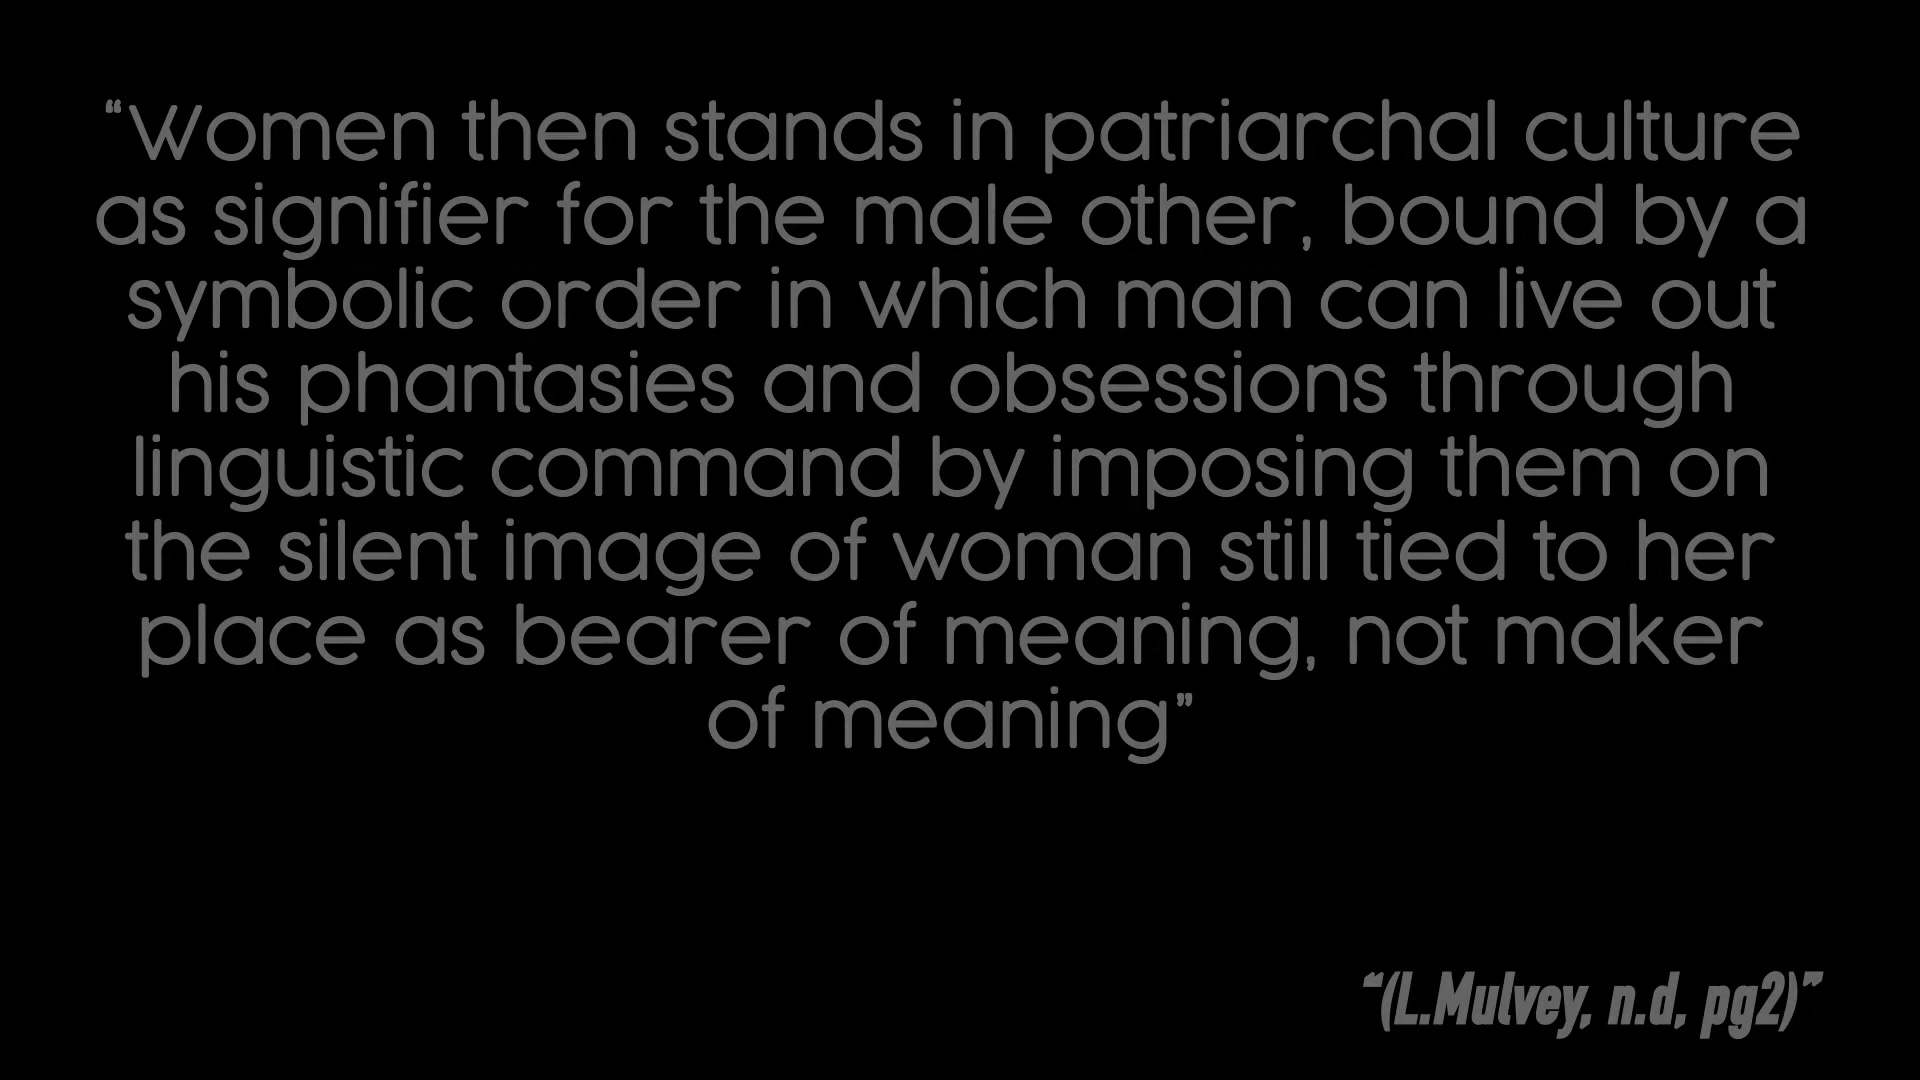 “Women then stands in patriarchal culture
as signifier for the male other, bound by a
symbolic order in which man can live out
his phantasies and obsessions through
linguistic command by imposing them on
the silent image of woman still tied to her
place as bearer of meaning, not maker
of meaning”
“(L.Mulvey, n.d, pg2)”